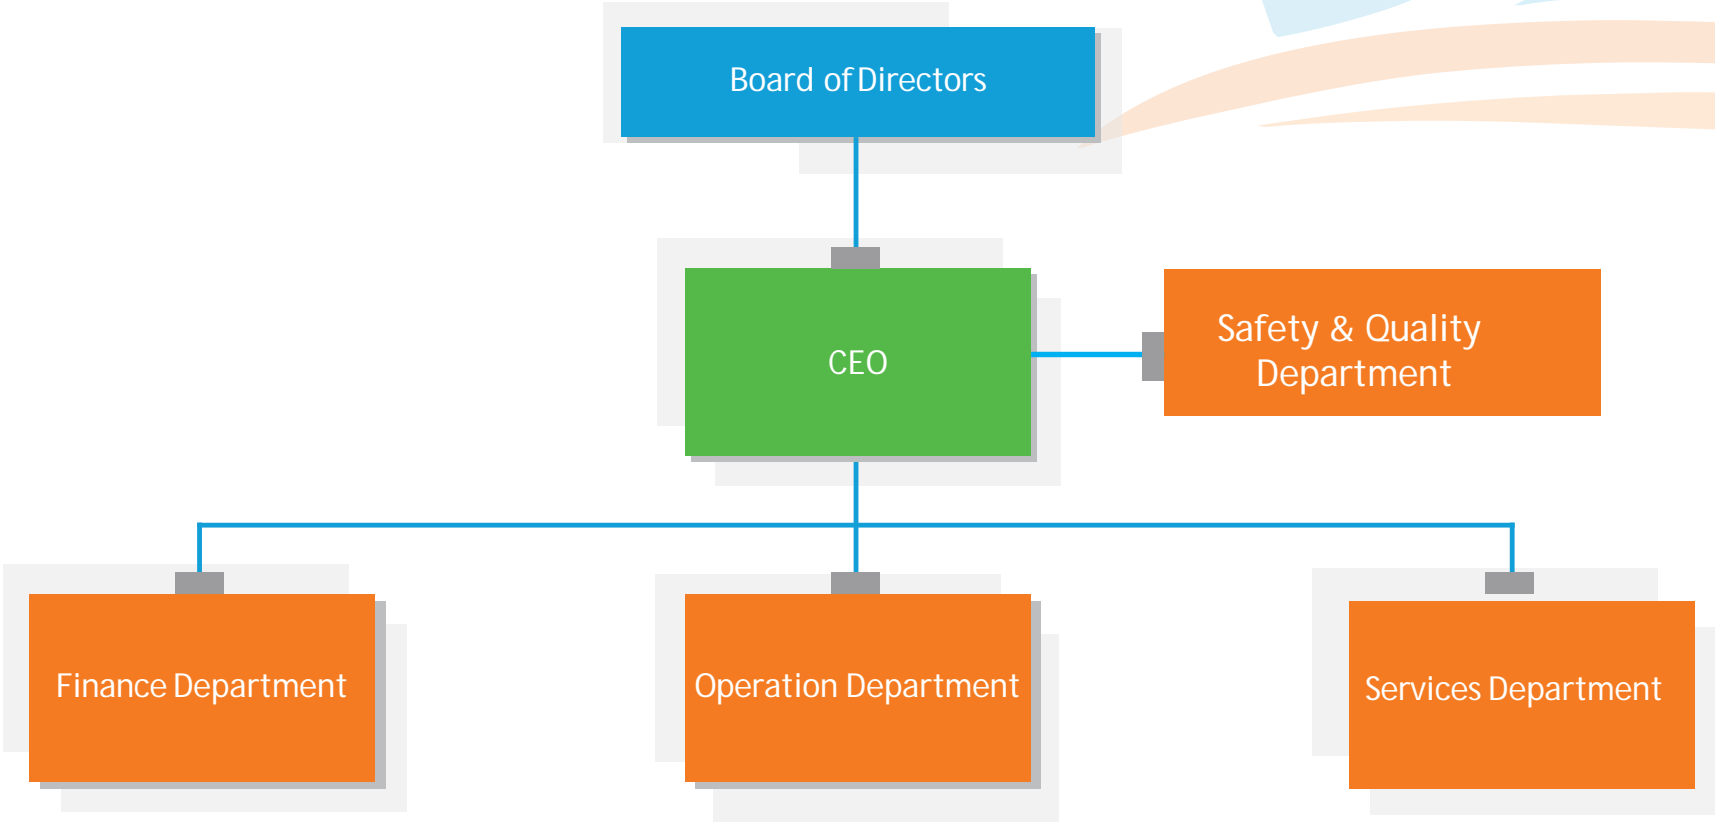 Board of Directors
CEO
Safety & Quality
Department
Finance Department
Operation Department
Services Department